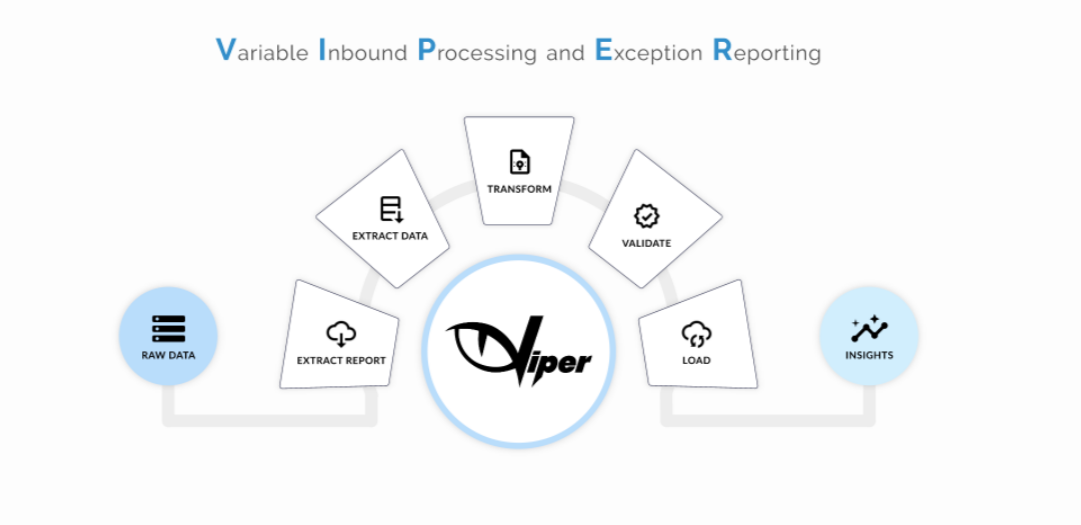 Variable Inbound Processing and Exception Reporting
TRANSFORM
EXTRACT DATA
VALIDATE
RAW DATA
EXTRACT REPORT
Viper
LOAD
INSIGHTS